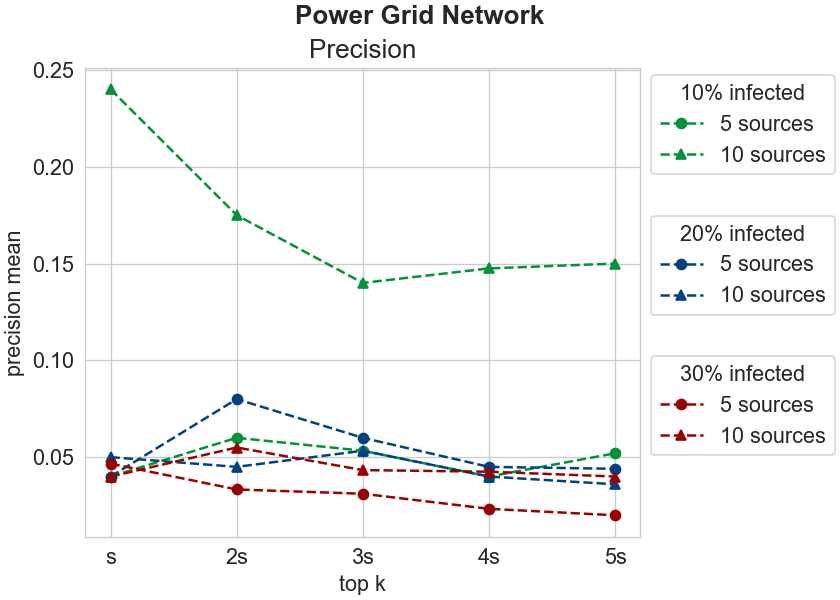 Power Grid Network
Precision
0.25
0.20
0.15
0.10
0.05
precision mean
s 2s 3s 4s 5s
top k
10% infected
5 sources
10 sources
20% infected
5 sources
10 sources
30% infected
5 sources
10 sources